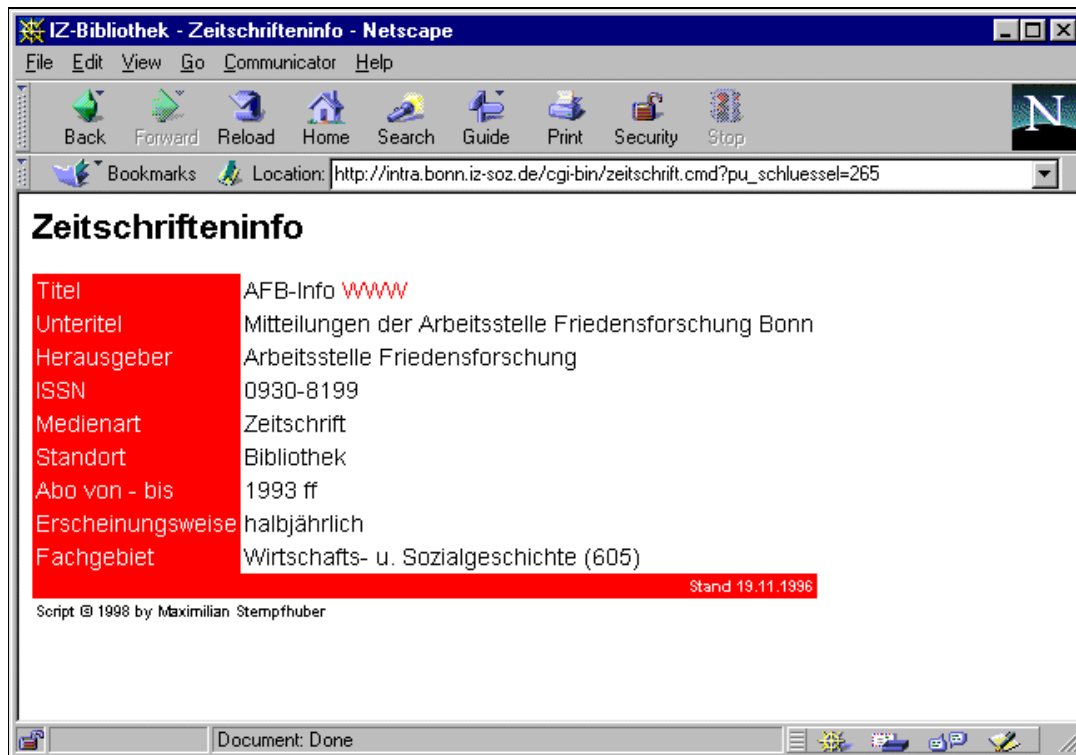 IZ-Bibliothek - Zeitschrifteninfo - Netscape
File Edit View Go Communicator Help
Back Forward Reload Home Search Guide Print Security Stop
N
Bookmarks Location: http://intra.bonn.iz-soz.de/cgi-bin/zeitschrift.cmd?pu_schluessel=265
Zeitschrifteninfo
Titel AFB-Info WWW
Unteritel Mitteilungen der Arbeitsstelle Friedensforschung Bonn
Herausgeber Arbeitsstelle Friedensforschung
ISSN 0930-8199
Medienart Zeitschrift
Standort Bibliothek
Abo von - bis 1993 ff
Erscheinungsweise halbjährlich
Fachgebiet Wirtschafts- u. Sozialgeschichte (605)
Stand 19.11.1996
Script © 1998 by Maximilian Stempfhuber
Document: Done